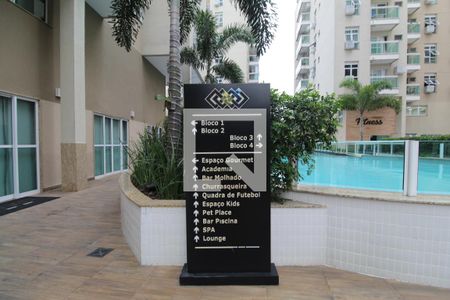 ← Bloco 1
↖ Bloco 2
Bloco 3 ↗
Bloco 4 →
← Espaço Gourmet
↑ Academia
↑ Bar Molhado
↑ Churrasqueira
↑ Quadra de Futebol
↑ Espaço Kids
↑ Pet Place
↑ Bar Piscina
↑ SPA
↑ Lounge
Fitness